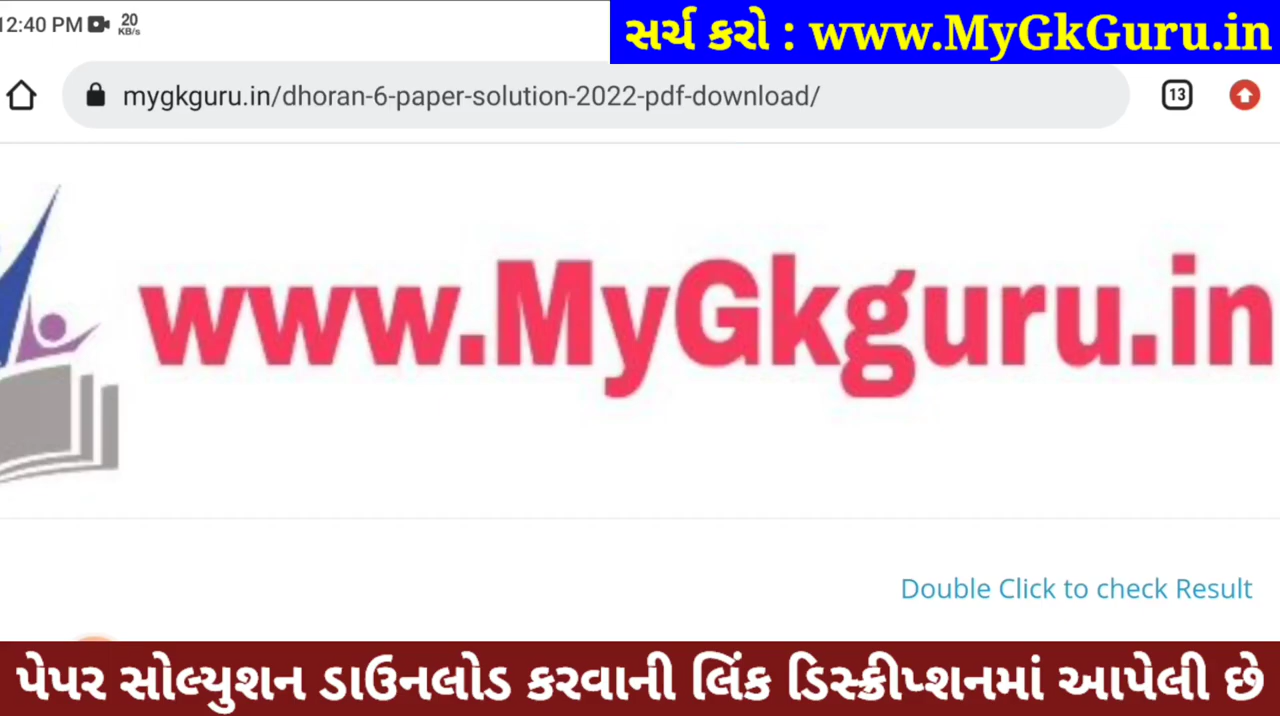 12:40 PM 20 KB/s
સર્ચ કરો : www.MyGkGuru.in
mygkguru.in/dhoran-6-paper-solution-2022-pdf-download/ 13
www.MyGkguru.in
Double Click to check Result
પેપર સોલ્યુશન ડાઉનલોડ કરવાની લિંક ડિસ્ક્રીપ્શનમાં આપેલી છે